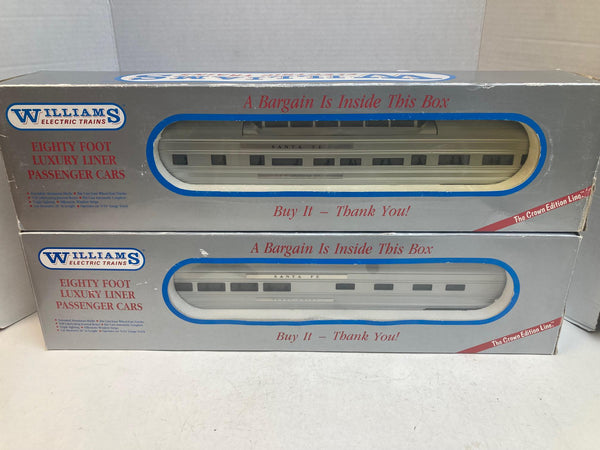 WILLIAMS
WILLIAMS
ELECTRIC TRAINS
A Bargain Is Inside This Box
EIGHTY FOOT
LUXURY LINER
PASSENGER CARS
SANTA FE
Buy It – Thank You!
The Crown Edition Line
WILLIAMS
ELECTRIC TRAINS
A Bargain Is Inside This Box
EIGHTY FOOT
LUXURY LINER
PASSENGER CARS
SANTA FE
Buy It – Thank You!
The Crown Edition Line